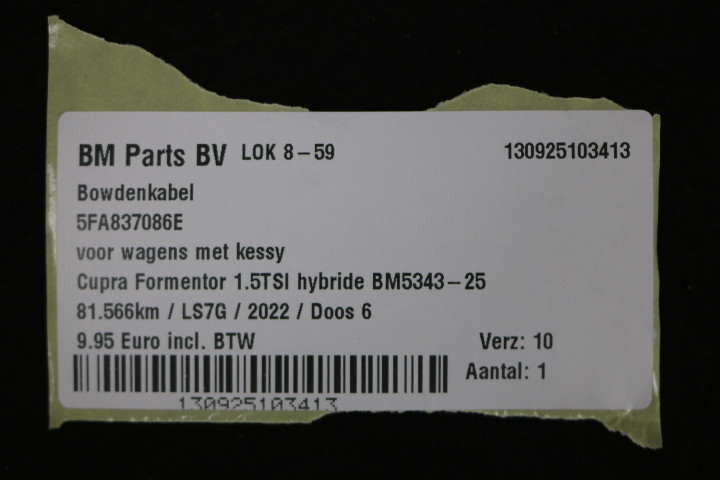 BM Parts BV LOK 8-59 130925103413
Bowdenkabel
5FA837086E
voor wagens met kessy
Cupra Formentor 1.5TSI hybride BM5343-25
81.566km / LS7G / 2022 / Doos 6
9.95 Euro incl. BTW Verz: 10
Aantal: 1
130925103413